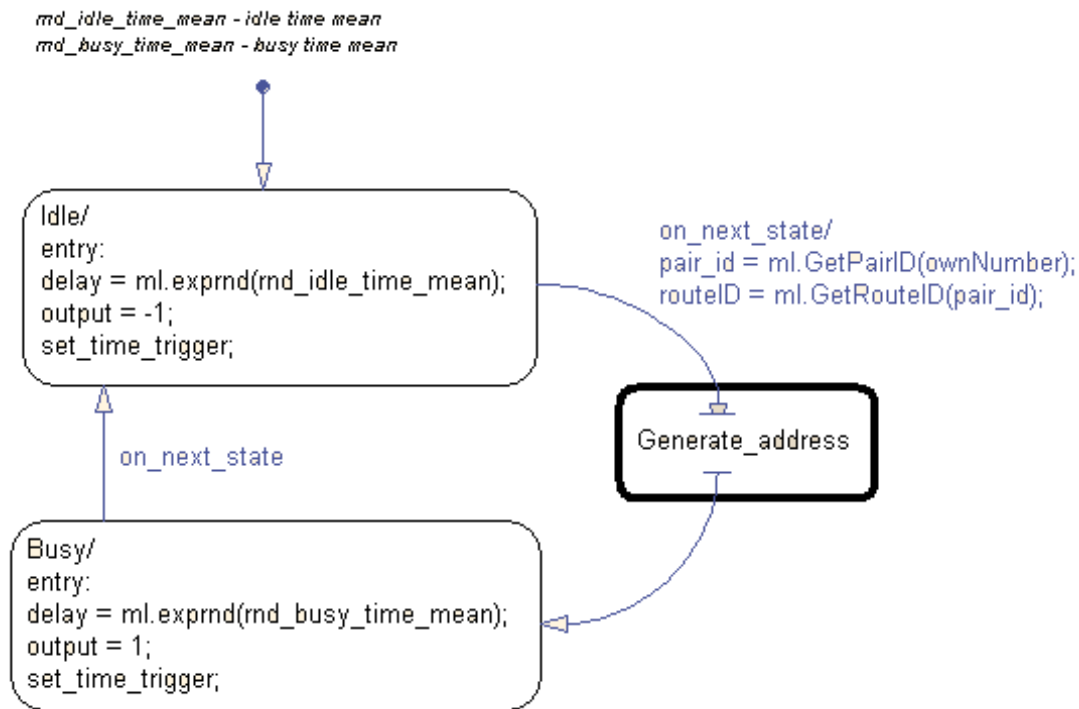 rnd_idle_time_mean - idle time mean
rnd_busy_time_mean - busy time mean
Idle/
entry:
delay = ml.exprnd(rnd_idle_time_mean);
output = -1;
set_time_trigger;
on_next_state/
pair_id = ml.GetPairID(ownNumber);
routeID = ml.GetRouteID(pair_id);
Generate_address
on_next_state
Busy/
entry:
delay = ml.exprnd(rnd_busy_time_mean);
output = 1;
set_time_trigger;